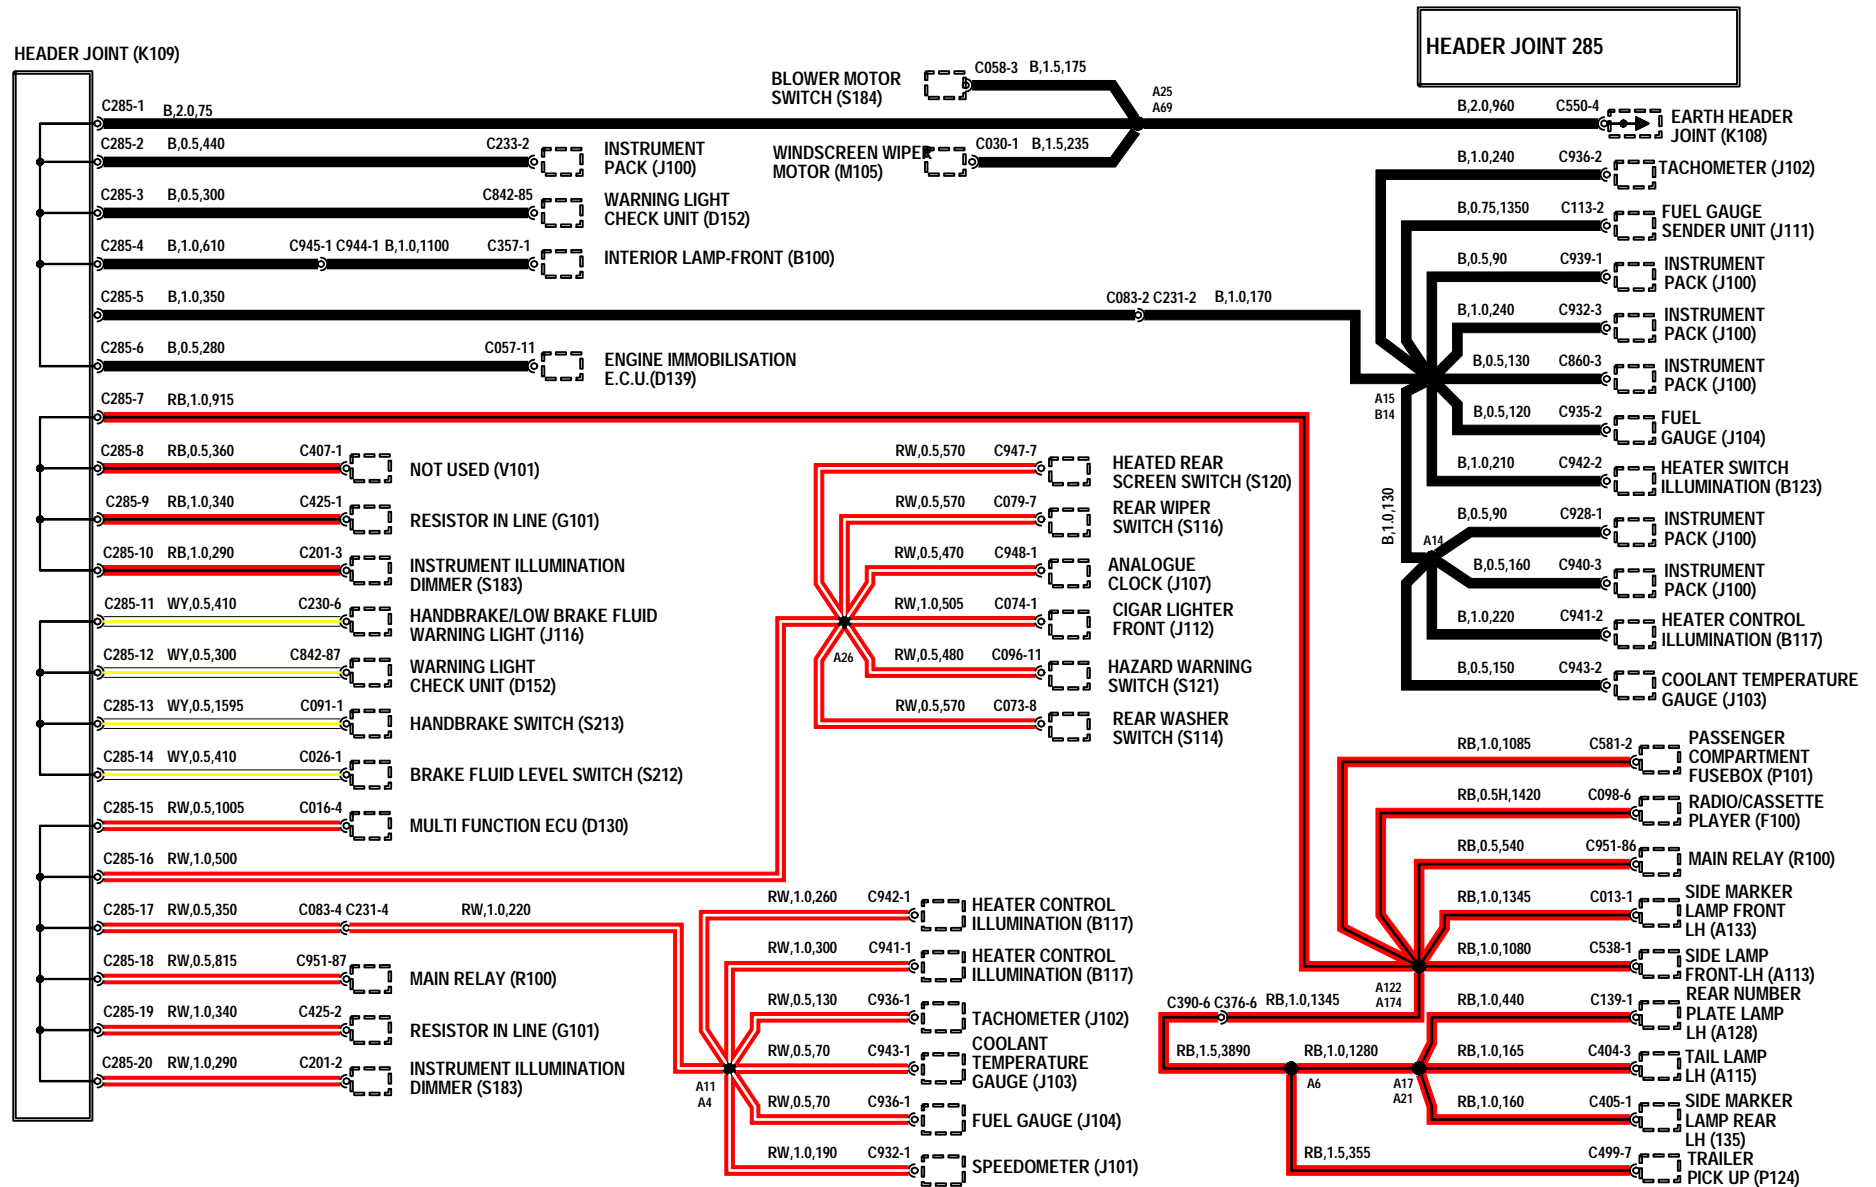 HEADER JOINT 285
HEADER JOINT (K109)
C285-1 B,2.0,75
BLOWER MOTOR
SWITCH (S184)
C058-3 B,1.5,175
A25
A69
B,2.0,960 C550-4
EARTH HEADER
JOINT (K108)
C285-2 B,0.5,440 C233-2
INSTRUMENT
PACK (J100)
WINDSCREEN WIPER
MOTOR (M105)
C030-1 B,1.5,235
C285-3 B,0.5,300 C842-85
WARNING LIGHT
CHECK UNIT (D152)
C285-4 B,1.0,610 C945-1 C944-1 B,1.0,1100 C357-1
INTERIOR LAMP-FRONT (B100)
C285-5 B,1.0,350 C083-2 C231-2 B,1.0,170
C285-6 B,0.5,280 C057-11
ENGINE IMMOBILISATION
E.C.U.(D139)
B,1.0,240 C936-2
TACHOMETER (J102)
B,0.75,1350 C113-2
FUEL GAUGE
SENDER UNIT (J111)
B,0.5,90 C939-1
INSTRUMENT
PACK (J100)
B,1.0,240 C932-3
INSTRUMENT
PACK (J100)
B,0.5,130 C860-3
INSTRUMENT
PACK (J100)
A15
B14
B,0.5,120 C935-2
FUEL
GAUGE (J104)
B,1.0,210 C942-2
HEATER SWITCH
ILLUMINATION (B123)
B,1.0,130
A14
B,0.5,90 C928-1
INSTRUMENT
PACK (J100)
B,0.5,160 C940-3
INSTRUMENT
PACK (J100)
B,1.0,220 C941-2
HEATER CONTROL
ILLUMINATION (B117)
B,0.5,150 C943-2
COOLANT TEMPERATURE
GAUGE (J103)
C285-7 RB,1.0,915
C285-8 RB,0.5,360 C407-1
NOT USED (V101)
C285-9 RB,1.0,340 C425-1
RESISTOR IN LINE (G101)
C285-10 RB,1.0,290 C201-3
INSTRUMENT ILLUMINATION
DIMMER (S183)
C285-11 WY,0.5,410 C230-6
HANDBRAKE/LOW BRAKE FLUID
WARNING LIGHT (J116)
C285-12 WY,0.5,300 C842-87
WARNING LIGHT
CHECK UNIT (D152)
C285-13 WY,0.5,1595 C091-1
HANDBRAKE SWITCH (S213)
C285-14 WY,0.5,410 C026-1
BRAKE FLUID LEVEL SWITCH (S212)
C285-15 RW,0.5,1005 C016-4
MULTI FUNCTION ECU (D130)
C285-16 RW,1.0,500
C285-17 RW,0.5,350 C083-4 C231-4 RW,1.0,220
C285-18 RW,0.5,815 C951-87
MAIN RELAY (R100)
C285-19 RW,1.0,340 C425-2
RESISTOR IN LINE (G101)
C285-20 RW,1.0,290 C201-2
INSTRUMENT ILLUMINATION
DIMMER (S183)
RW,0.5,570 C947-7
HEATED REAR
SCREEN SWITCH (S120)
RW,0.5,570 C079-7
REAR WIPER
SWITCH (S116)
RW,0.5,470 C948-1
ANALOGUE
CLOCK (J107)
RW,1.0,505 C074-1
CIGAR LIGHTER
FRONT (J112)
A26
RW,0.5,480 C096-11
HAZARD WARNING
SWITCH (S121)
RW,0.5,570 C073-8
REAR WASHER
SWITCH (S114)
RW,1.0,260 C942-1
HEATER CONTROL
ILLUMINATION (B117)
RW,1.0,300 C941-1
HEATER CONTROL
ILLUMINATION (B117)
RW,0.5,130 C936-1
TACHOMETER (J102)
RW,0.5,70 C943-1
COOLANT
TEMPERATURE
GAUGE (J103)
A11
A4
RW,0.5,70 C936-1
FUEL GAUGE (J104)
RW,1.0,190 C932-1
SPEEDOMETER (J101)
RB,1.0,1085 C581-2
PASSENGER
COMPARTMENT
FUSEBOX (P101)
RB,0.5H,1420 C098-6
RADIO/CASSETTE
PLAYER (F100)
RB,0.5,540 C951-86
MAIN RELAY (R100)
RB,1.0,1345 C013-1
SIDE MARKER
LAMP FRONT
LH (A133)
RB,1.0,1080 C538-1
SIDE LAMP
FRONT-LH (A113)
A122
A174
C390-6 C376-6 RB,1.0,1345
RB,1.0,440 C139-1
REAR NUMBER
PLATE LAMP
LH (A128)
RB,1.5,3890 RB,1.0,1280
A6
A17
A21
RB,1.0,165 C404-3
TAIL LAMP
LH (A115)
RB,1.0,160 C405-1
SIDE MARKER
LAMP REAR
LH (135)
RB,1.5,355 C499-7
TRAILER
PICK UP (P124)